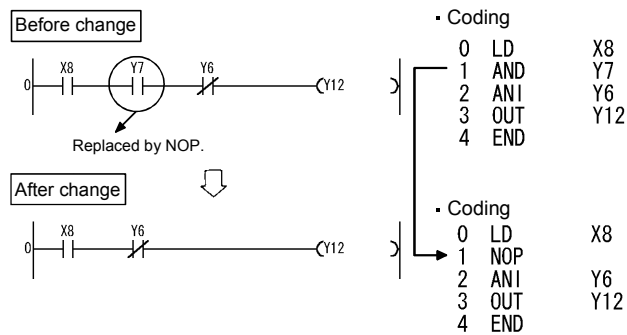 Before change
0 X8 Y7 Y6 Y12
Replaced by NOP.
▪ Coding
0 LD X8
1 AND Y7
2 ANI Y6
3 OUT Y12
4 END
After change
0 X8 Y6 Y12
▪ Coding
0 LD X8
1 NOP
2 ANI Y6
3 OUT Y12
4 END